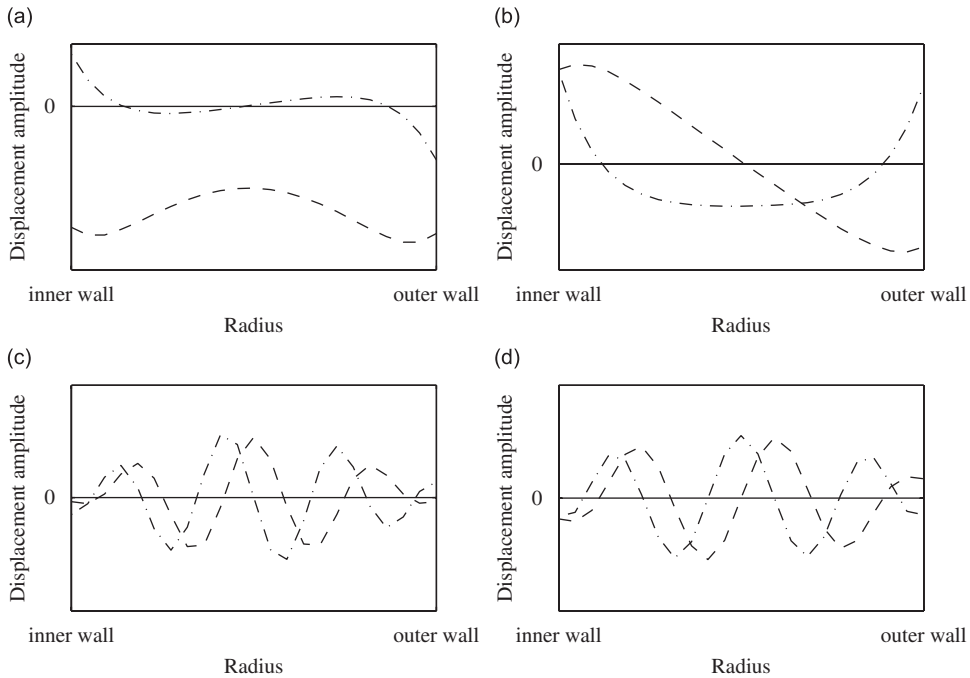 (a)
(b)
Displacement amplitude
0
inner wall
outer wall
Radius
Displacement amplitude
0
inner wall
outer wall
Radius
(c)
(d)
Displacement amplitude
0
inner wall
outer wall
Radius
Displacement amplitude
0
inner wall
outer wall
Radius